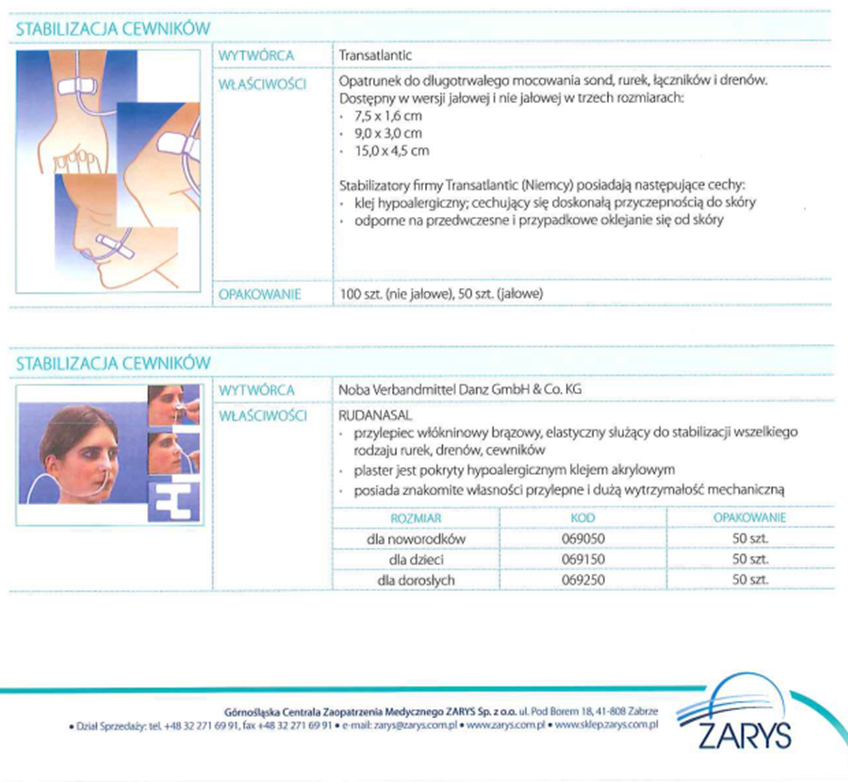 STABILIZACJA CEWNIKÓW
WYTWÓRCA Transatlantic
WŁAŚCIWOŚCI Opatrunek do długotrwałego mocowania sond, rurek, łączników i drenów.
Dostępny w wersji jałowej i nie jałowej w trzech rozmiarach:
· 7,5 x 1,6 cm
· 9,0 x 3,0 cm
· 15,0 x 4,5 cm
Stabilizatory firmy Transatlantic (Niemcy) posiadają następujące cechy:
· klej hypoalergiczny; cechujący się doskonałą przyczepnością do skóry
· odporne na przedwczesne i przypadkowe oklejanie się od skóry
OPAKOWANIE 100 szt. (nie jałowe), 50 szt. (jałowe)
STABILIZACJA CEWNIKÓW
WYTWÓRCA Noba Verbandmittel Danz GmbH & Co. KG
WŁAŚCIWOŚCI RUDANASAL
· przylepiec włókninowy brązowy, elastyczny służący do stabilizacji wszelkiego
rodzaju rurek, drenów, cewników
· plaster jest pokryty hypoalergicznym klejem akrylowym
· posiada znakomite własności przylepne i dużą wytrzymałość mechaniczną
ROZMIAR KOD OPAKOWANIE
dla noworodków 069050 50 szt.
dla dzieci 069150 50 szt.
dla dorosłych 069250 50 szt.
Górnośląska Centrala Zaopatrzenia Medycznego ZARYS Sp. z o.o. ul. Pod Borem 18, 41-808 Zabrze
• Dział Sprzedaży: tel. +48 32 271 69 91, fax +48 32 271 69 91 • e-mail: zarys@zarys.com.pl • www.zarys.com.pl • www.sklep.zarys.com.pl
ZARYS